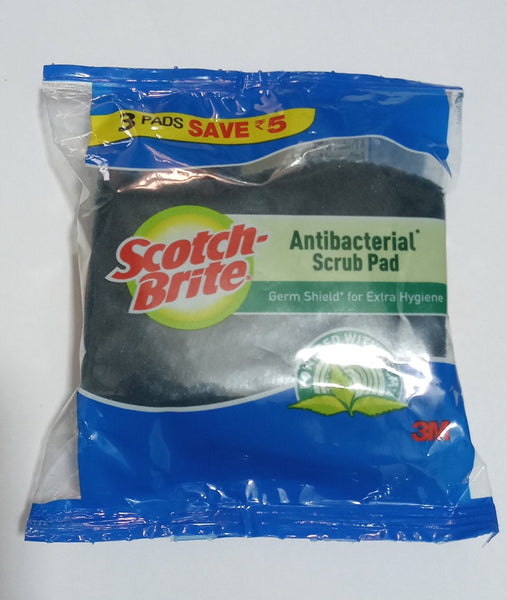 3 PADS SAVE ₹5
Scotch-
Brite
Antibacterial*
Scrub Pad
Germ Shield* for Extra Hygiene
3M